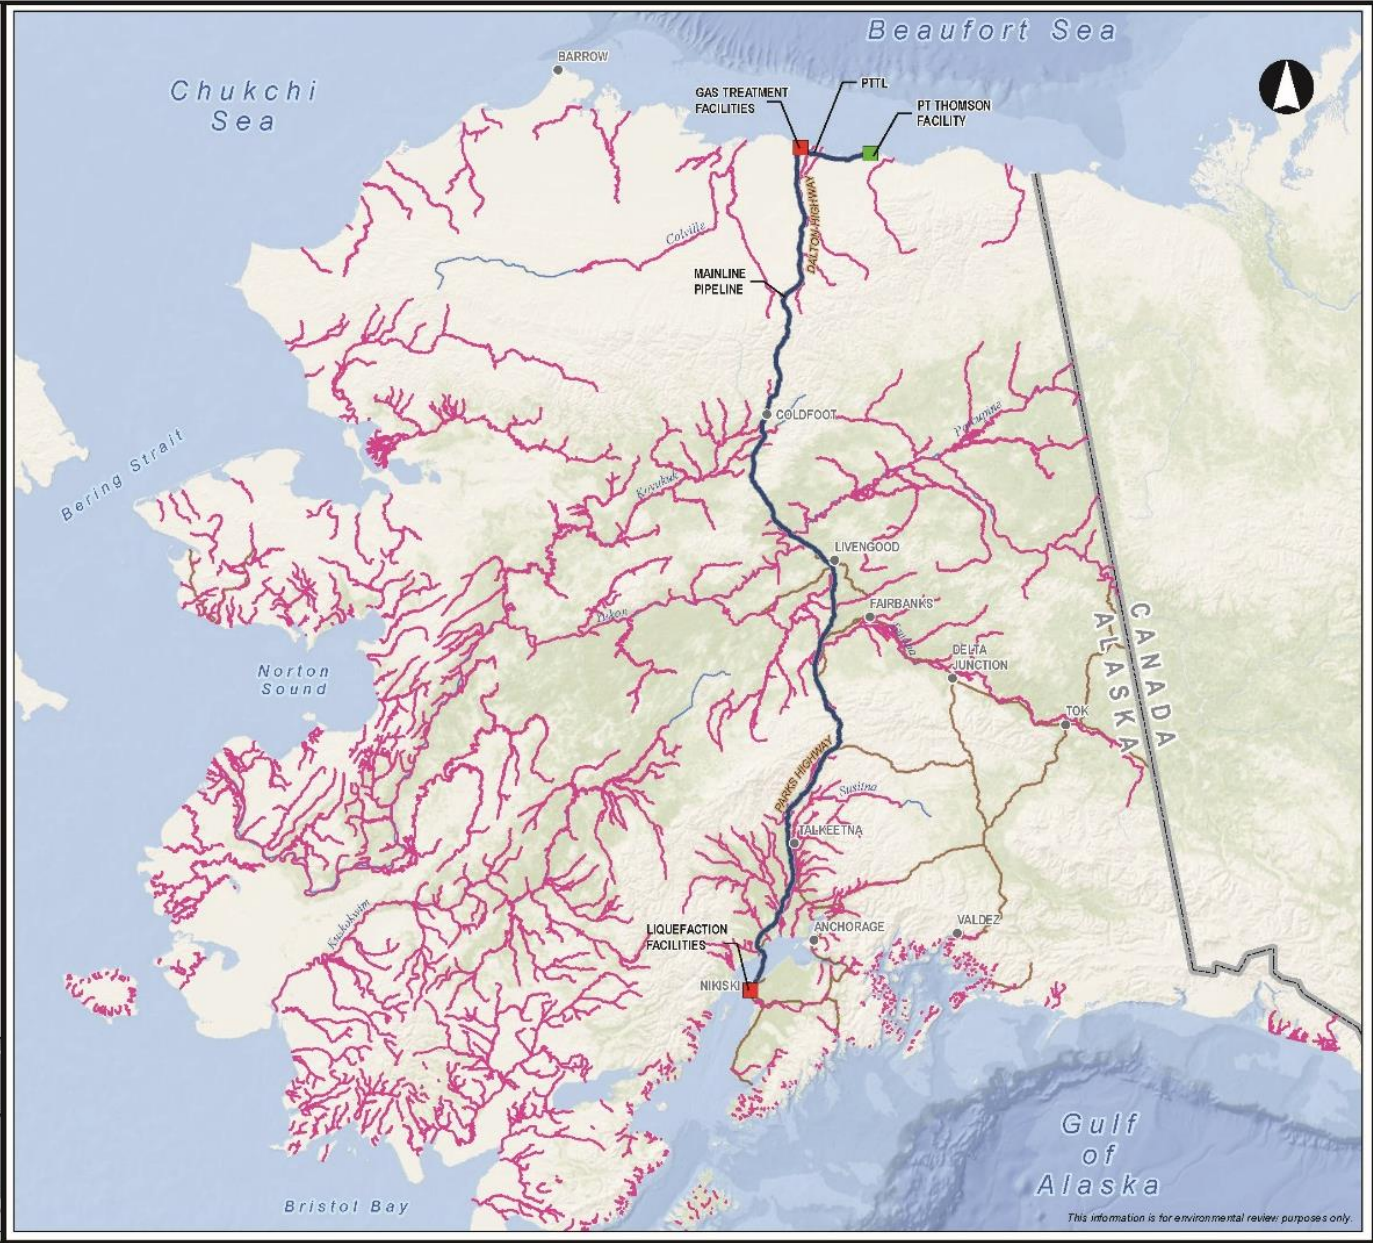 Beaufort Sea
BARROW
Chukchi
Sea
GAS TREATMENT
FACILITIES
PTTL
PT THOMSON
FACILITY
DALTON HIGHWAY
Colville
MAINLINE
PIPELINE
COLDFOOT
Porcupine
Bering Strait
Koyukuk
LIVENGOOD
FAIRBANKS
Yukon
Tanana
DELTA
JUNCTION
CANADA
ALASKA
Norton
Sound
TOK
PARKS HIGHWAY
Susitna
TALKEETNA
Kuskokwim
LIQUEFACTION
FACILITIES
ANCHORAGE
VALDEZ
NIKISKI
Gulf
of
Alaska
Bristol Bay
This information is for environmental review purposes only.